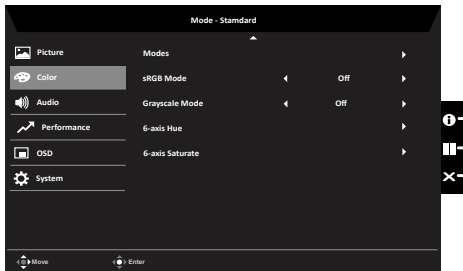 Mode - Stamdard
Picture
Color
Audio
Performance
OSD
System
Modes
sRGB Mode Off
Grayscale Mode Off
6-axis Hue
6-axis Saturate
Move Enter